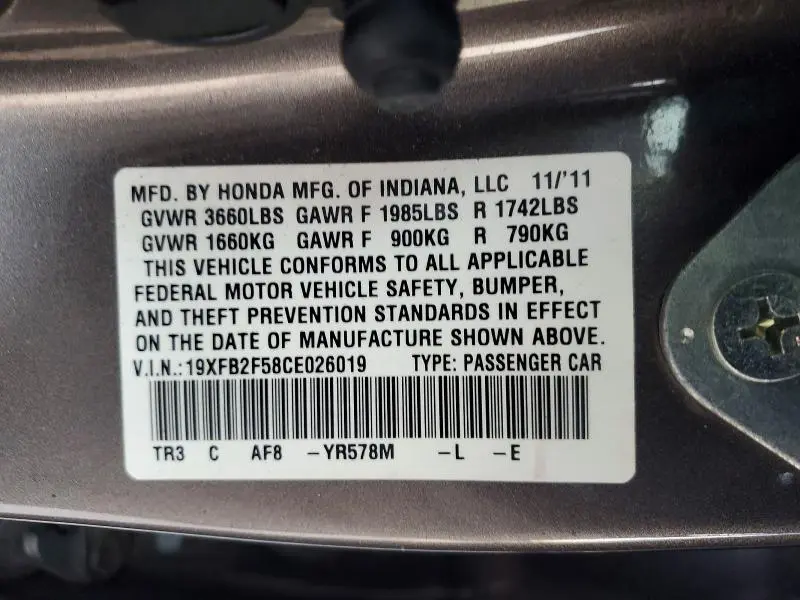 MFD. BY HONDA MFG. OF INDIANA, LLC 11/'11
GVWR 3660LBS GAWR F 1985LBS R 1742LBS
GVWR 1660KG GAWR F 900KG R 790KG
THIS VEHICLE CONFORMS TO ALL APPLICABLE
FEDERAL MOTOR VEHICLE SAFETY, BUMPER,
AND THEFT PREVENTION STANDARDS IN EFFECT
ON THE DATE OF MANUFACTURE SHOWN ABOVE.
V.I.N.:19XFB2F58CE026019 TYPE: PASSENGER CAR
TR3 C AF8 -YR578M -L -E